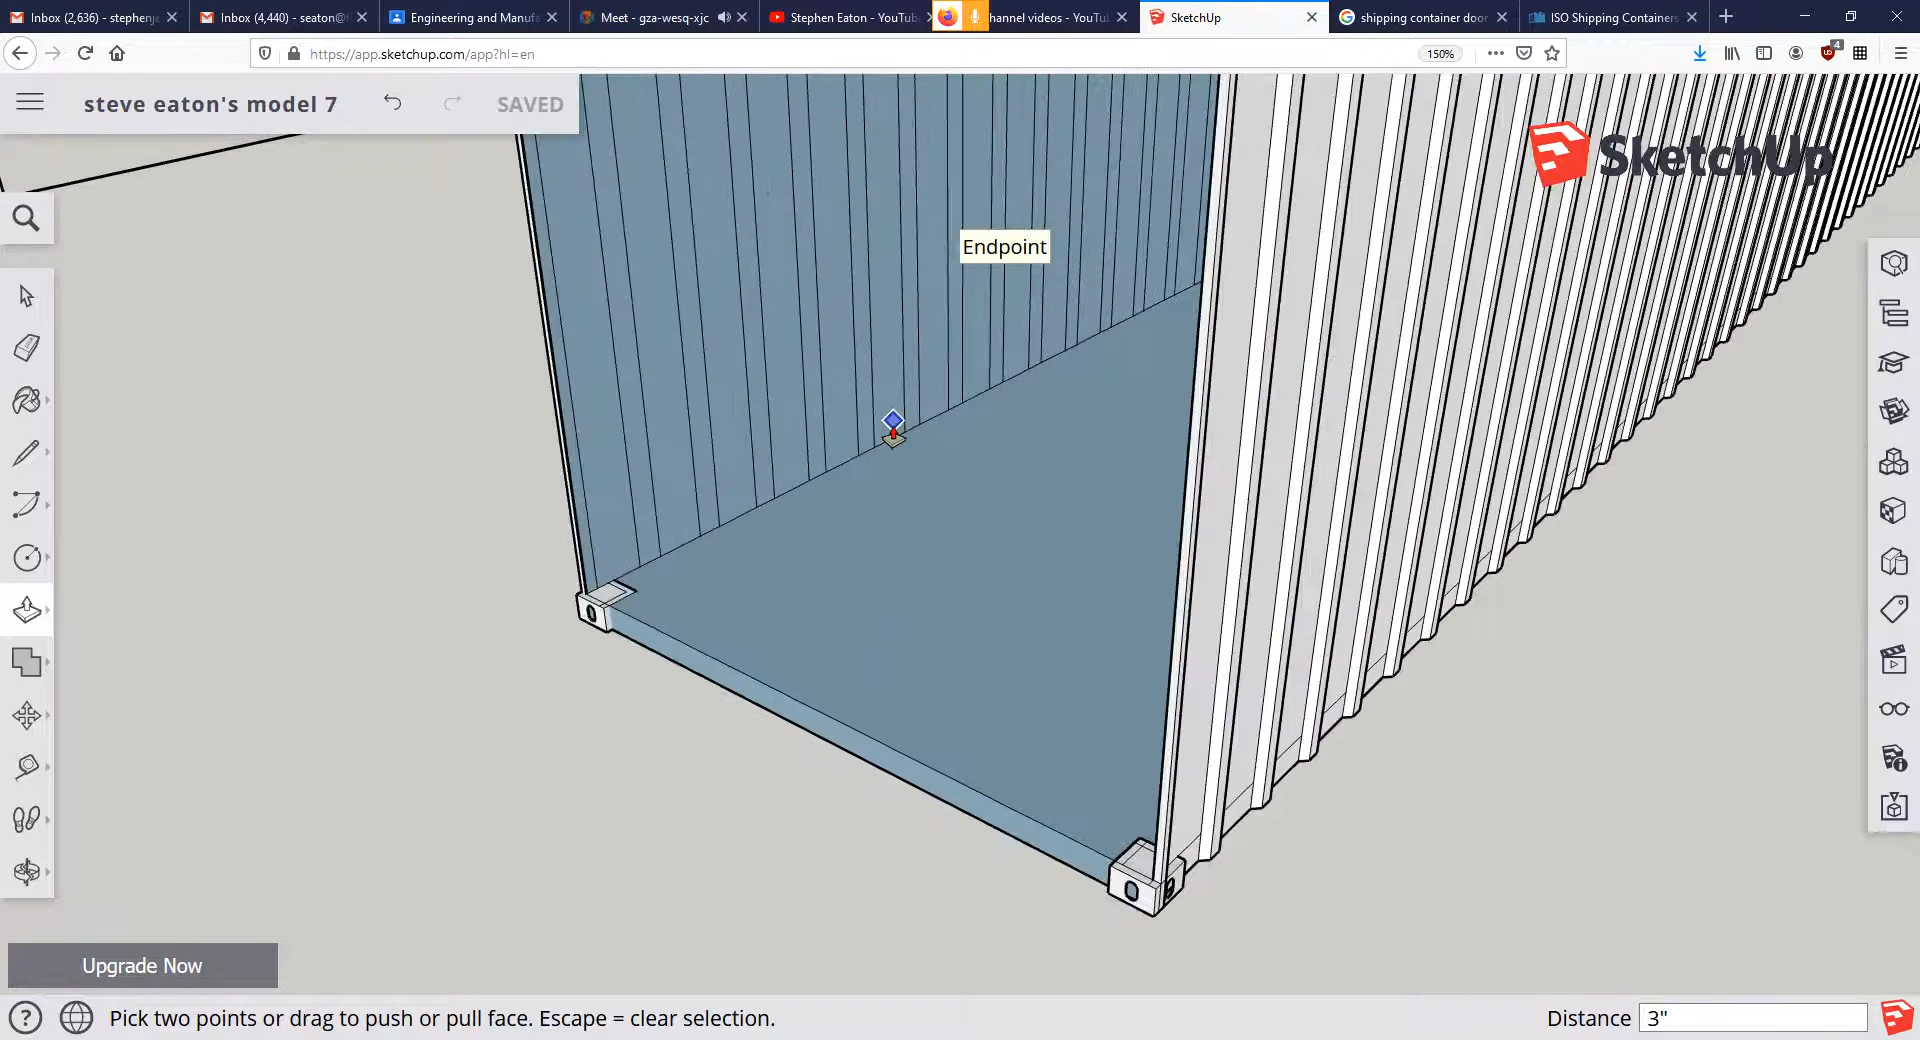 Inbox (2,636) - stephenj
Inbox (4,440) - seaton@f
Engineering and Manufa
Meet - gza-wesq-xjc
Stephen Eaton - YouTub
hannel videos - YouTu
SketchUp
shipping container door
ISO Shipping Containers
https://app.sketchup.com/app?hl=en
150%
4
steve eaton's model 7
SAVED
SketchUp
Endpoint
Upgrade Now
Pick two points or drag to push or pull face. Escape = clear selection.
Distance
3"